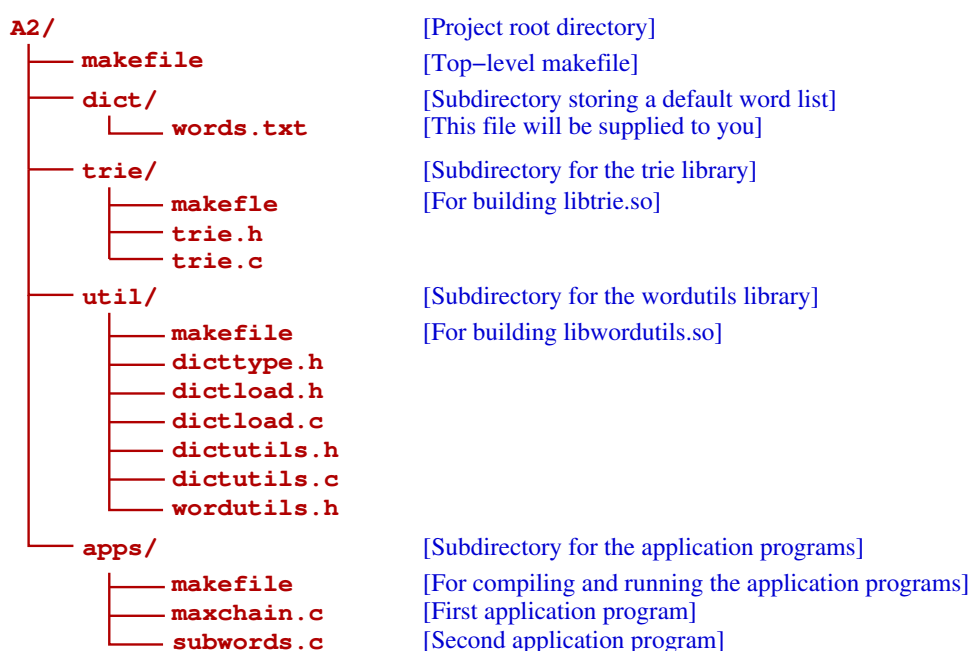 A2/ [Project root directory]
makefile [Top−level makefile]
dict/ [Subdirectory storing a default word list]
words.txt [This file will be supplied to you]
trie/ [Subdirectory for the trie library]
makefle [For building libtrie.so]
trie.h
trie.c
util/ [Subdirectory for the wordutils library]
makefile [For building libwordutils.so]
dicttype.h
dictload.h
dictload.c
dictutils.h
dictutils.c
wordutils.h
apps/ [Subdirectory for the application programs]
makefile [For compiling and running the application programs]
maxchain.c [First application program]
subwords.c [Second application program]